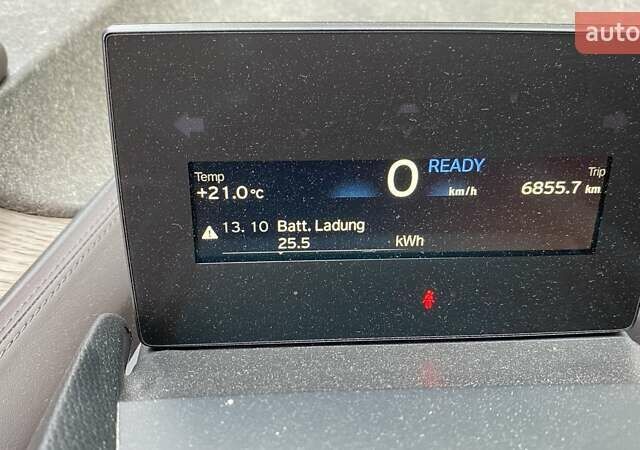 auto
READY
Temp
0
Trip
+21.0 °C
km/h
6855.7 km
13. 10 Batt. Ladung
25.5 kWh